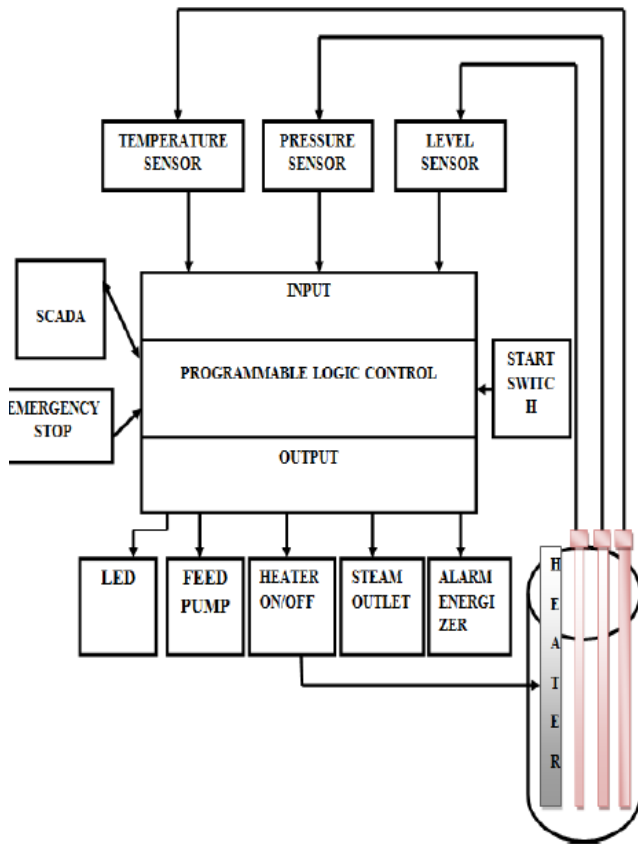 TEMPERATURE
SENSOR
PRESSURE
SENSOR
LEVEL
SENSOR
INPUT
SCADA
PROGRAMMABLE LOGIC CONTROL
START
SWITC
H
EMERGENCY
STOP
OUTPUT
LED
FEED
PUMP
HEATER
ON/OFF
STEAM
OUTLET
ALARM
ENERGI
ZER
H
E
A
T
E
R